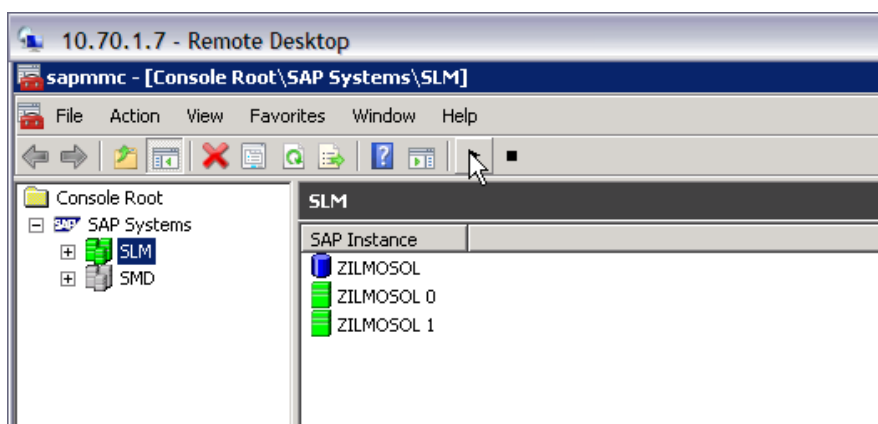 10.70.1.7 - Remote Desktop
sapmmc - [Console Root\SAP Systems\SLM]
File Action View Favorites Window Help
Console Root
SLM
SAP SAP Systems
SAP Instance
SLM
ZILMOSOL
SMD
ZILMOSOL 0
ZILMOSOL 1